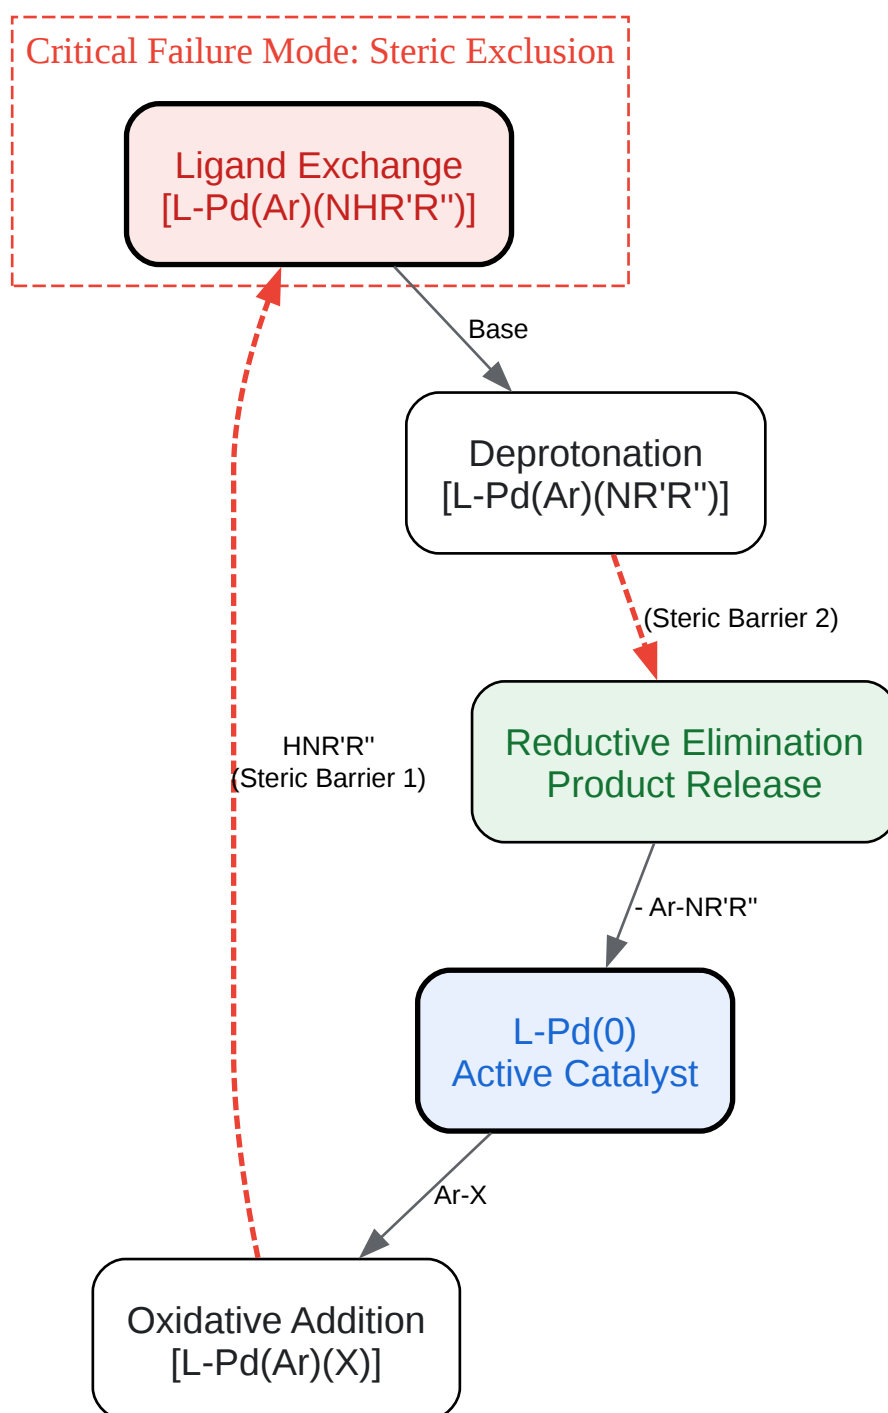 Critical Failure Mode: Steric Exclusion
Ligand Exchange
[L-Pd(Ar)(NHR'R'')]
Base
Deprotonation
[L-Pd(Ar)(NR'R'')]
(Steric Barrier 2)
Reductive Elimination
Product Release
HNR'R''
(Steric Barrier 1)
- Ar-NR'R''
L-Pd(0)
Active Catalyst
Ar-X
Oxidative Addition
[L-Pd(Ar)(X)]